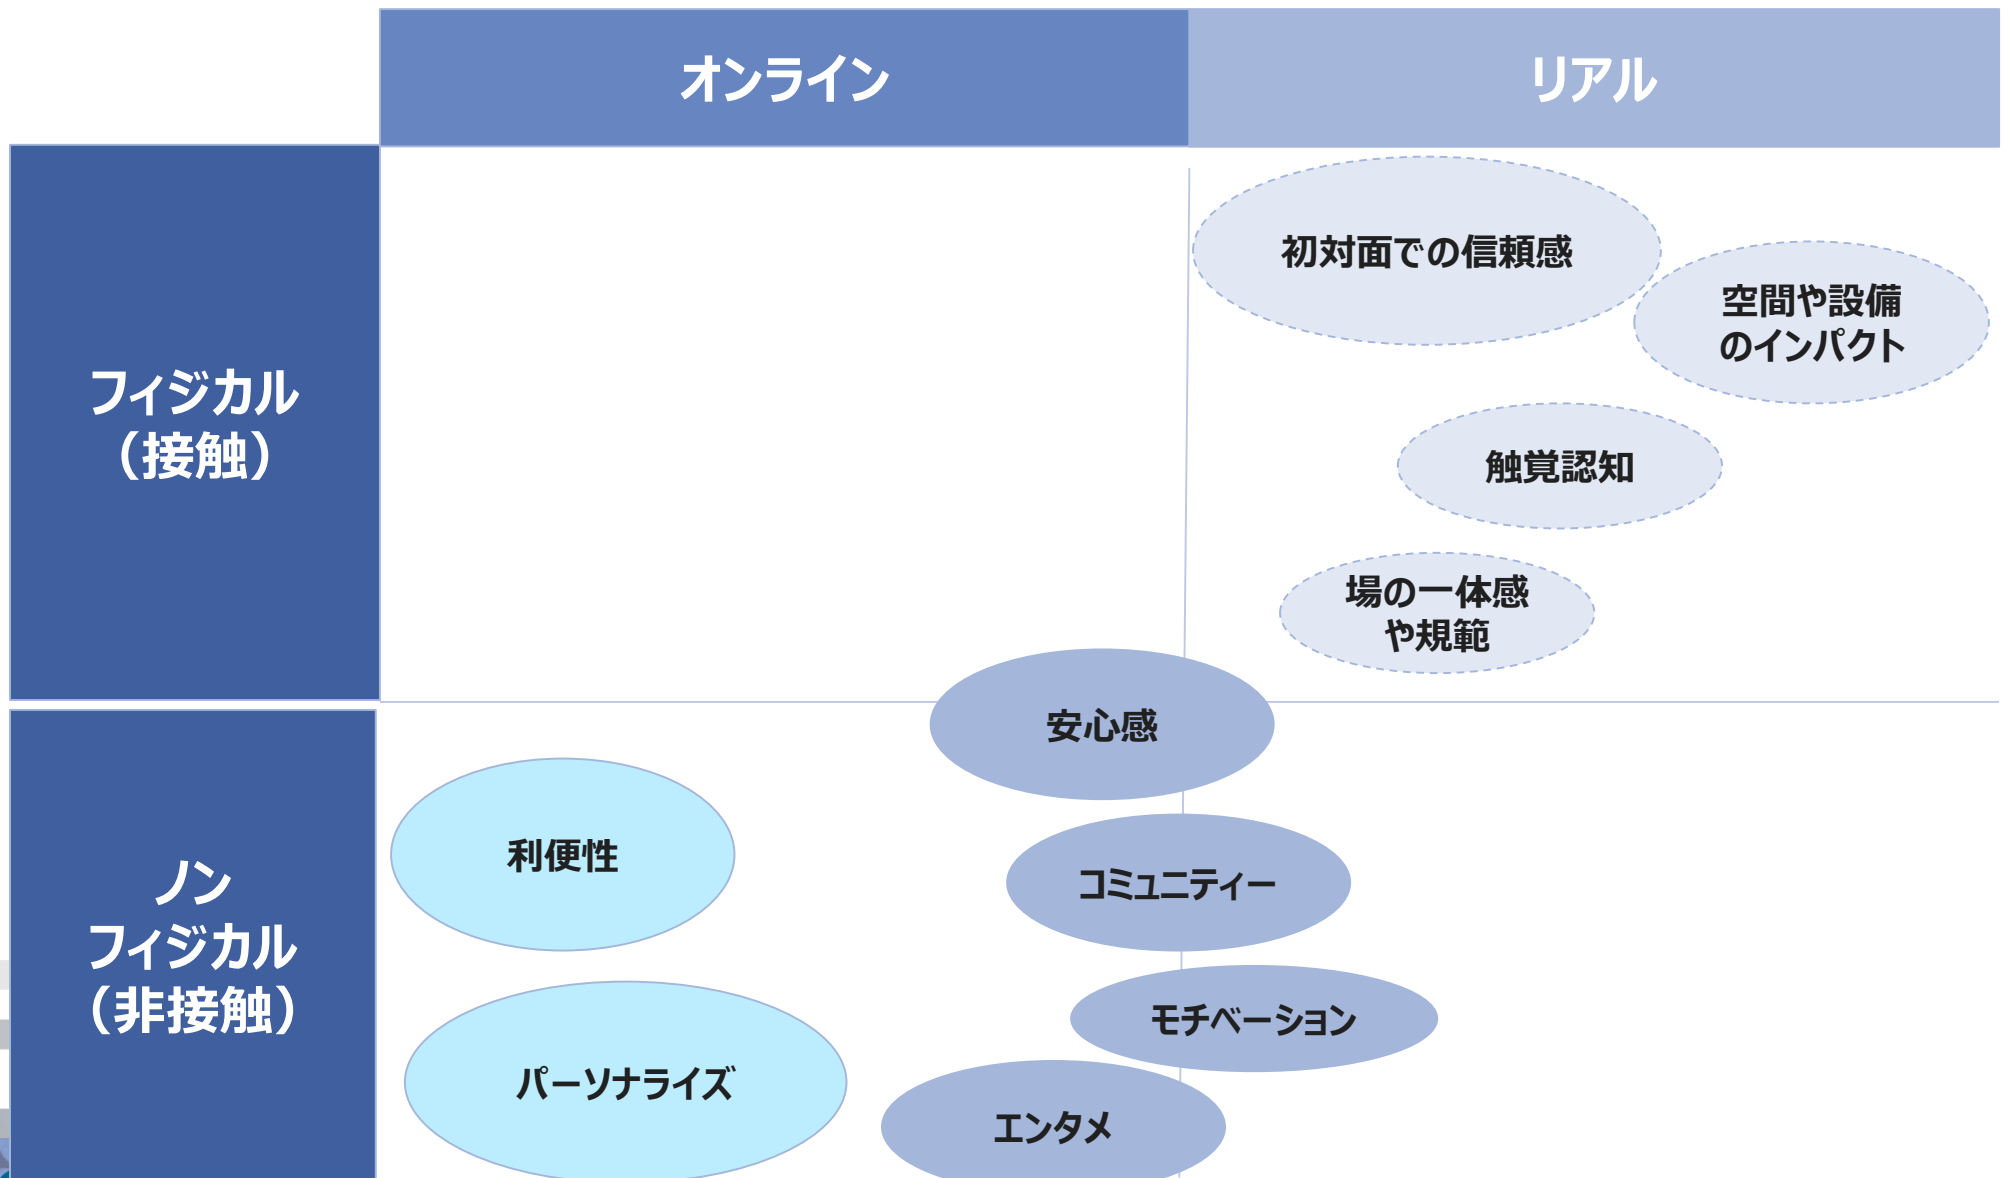 オンライン
リアル
フィジカル
（接触）
初対面での信頼感
空間や設備
のインパクト
触覚認知
場の一体感
や規範
安心感
ノン
フィジカル
（非接触）
利便性
コミュニティー
モチベーション
パーソナライズ
エンタメ